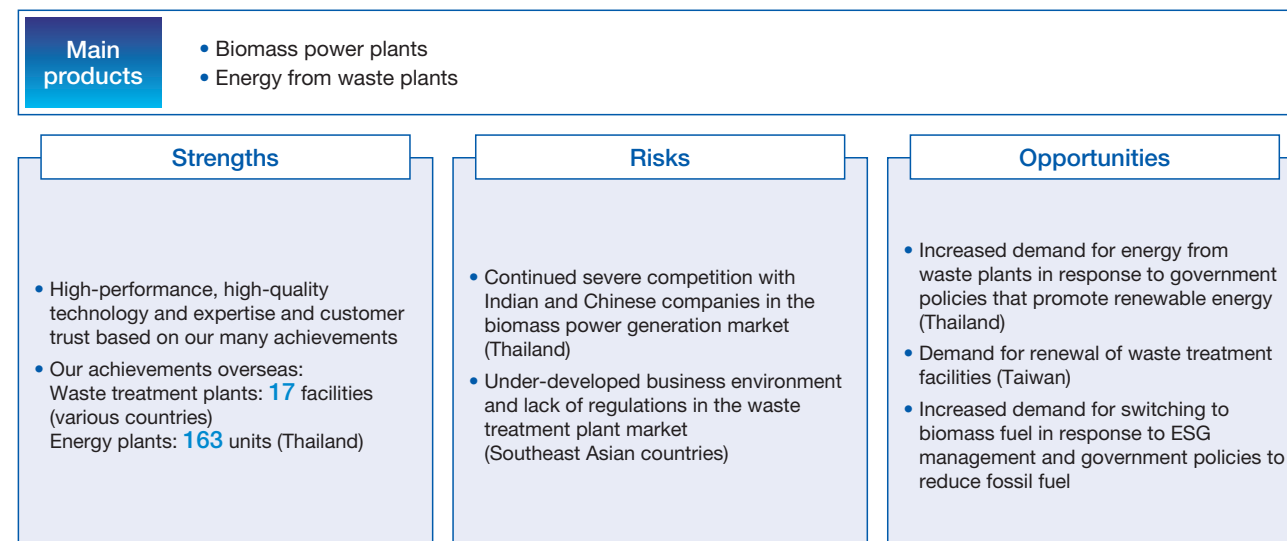 Main
products
• Biomass power plants
• Energy from waste plants
Strengths
• High-performance, high-quality
technology and expertise and customer
trust based on our many achievements
• Our achievements overseas:
Waste treatment plants: 17 facilities
(various countries)
Energy plants: 163 units (Thailand)
Risks
• Continued severe competition with
Indian and Chinese companies in the
biomass power generation market
(Thailand)
• Under-developed business environment
and lack of regulations in the waste
treatment plant market
(Southeast Asian countries)
Opportunities
• Increased demand for energy from
waste plants in response to government
policies that promote renewable energy
(Thailand)
• Demand for renewal of waste treatment
facilities (Taiwan)
• Increased demand for switching to
biomass fuel in response to ESG
management and government policies to
reduce fossil fuel